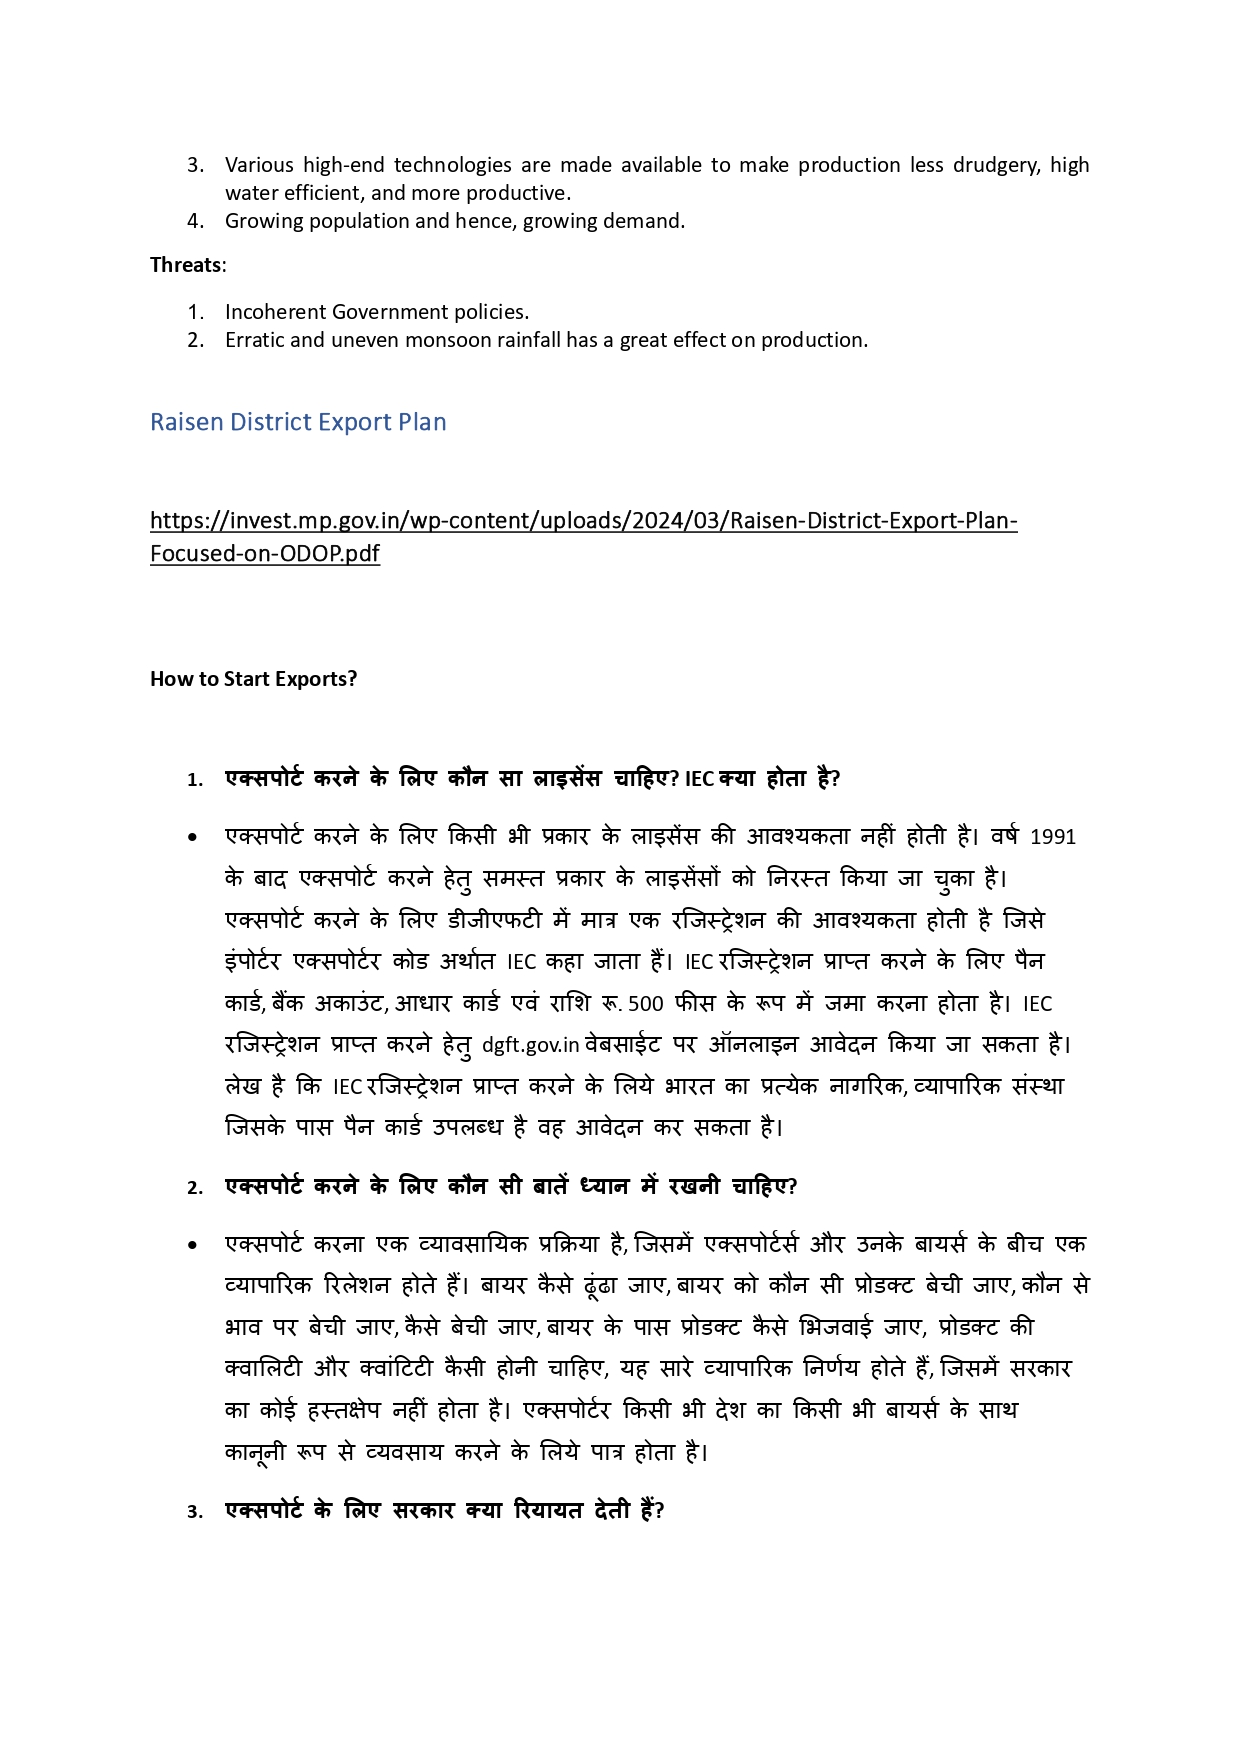 3. Various high-end technologies are made available to make production less drudgery, high
water efficient, and more productive.
4. Growing population and hence, growing demand.
Threats:
1. Incoherent Government policies.
2. Erratic and uneven monsoon rainfall has a great effect on production.
Raisen District Export Plan
https://invest.mp.gov.in/wp-content/uploads/2024/03/Raisen-District-Export-Plan-
Focused-on-ODOP.pdf
How to Start Exports?
1. एक्सपोर्ट करने के लिए कौन सा लाइसेंस चाहिए? IEC क्या होता है?
• एक्सपोर्ट करने के लिए किसी भी प्रकार के लाइसेंस की आवश्यकता नहीं होती है। वर्ष 1991
के बाद एक्सपोर्ट करने हेतु समस्त प्रकार के लाइसेंसों को निरस्त किया जा चुका है।
एक्सपोर्ट करने के लिए डीजीएफटी में मात्र एक रजिस्ट्रेशन की आवश्यकता होती है जिसे
इंपोर्टर एक्सपोर्टर कोड अर्थात IEC कहा जाता हैं। IEC रजिस्ट्रेशन प्राप्त करने के लिए पैन
कार्ड, बैंक अकाउंट, आधार कार्ड एवं राशि रू. 500 फीस के रूप में जमा करना होता है। IEC
रजिस्ट्रेशन प्राप्त करने हेतु dgft.gov.in वेबसाईट पर ऑनलाइन आवेदन किया जा सकता है।
लेख है कि IEC रजिस्ट्रेशन प्राप्त करने के लिये भारत का प्रत्येक नागरिक, व्यापारिक संस्था
जिसके पास पैन कार्ड उपलब्ध है वह आवेदन कर सकता है।
2. एक्सपोर्ट करने के लिए कौन सी बातें ध्यान में रखनी चाहिए?
• एक्सपोर्ट करना एक व्यावसायिक प्रक्रिया है, जिसमें एक्सपोर्टर्स और उनके बायर्स के बीच एक
व्यापारिक रिलेशन होते हैं। बायर कैसे ढूंढा जाए, बायर को कौन सी प्रोडक्ट बेची जाए, कौन से
भाव पर बेची जाए, कैसे बेची जाए, बायर के पास प्रोडक्ट कैसे भिजवाई जाए, प्रोडक्ट की
क्वालिटी और क्वांटिटी कैसी होनी चाहिए, यह सारे व्यापारिक निर्णय होते हैं, जिसमें सरकार
का कोई हस्तक्षेप नहीं होता है। एक्सपोर्टर किसी भी देश का किसी भी बायर्स के साथ
कानूनी रूप से व्यवसाय करने के लिये पात्र होता है।
3. एक्सपोर्ट के लिए सरकार क्या रियायत देती हैं?